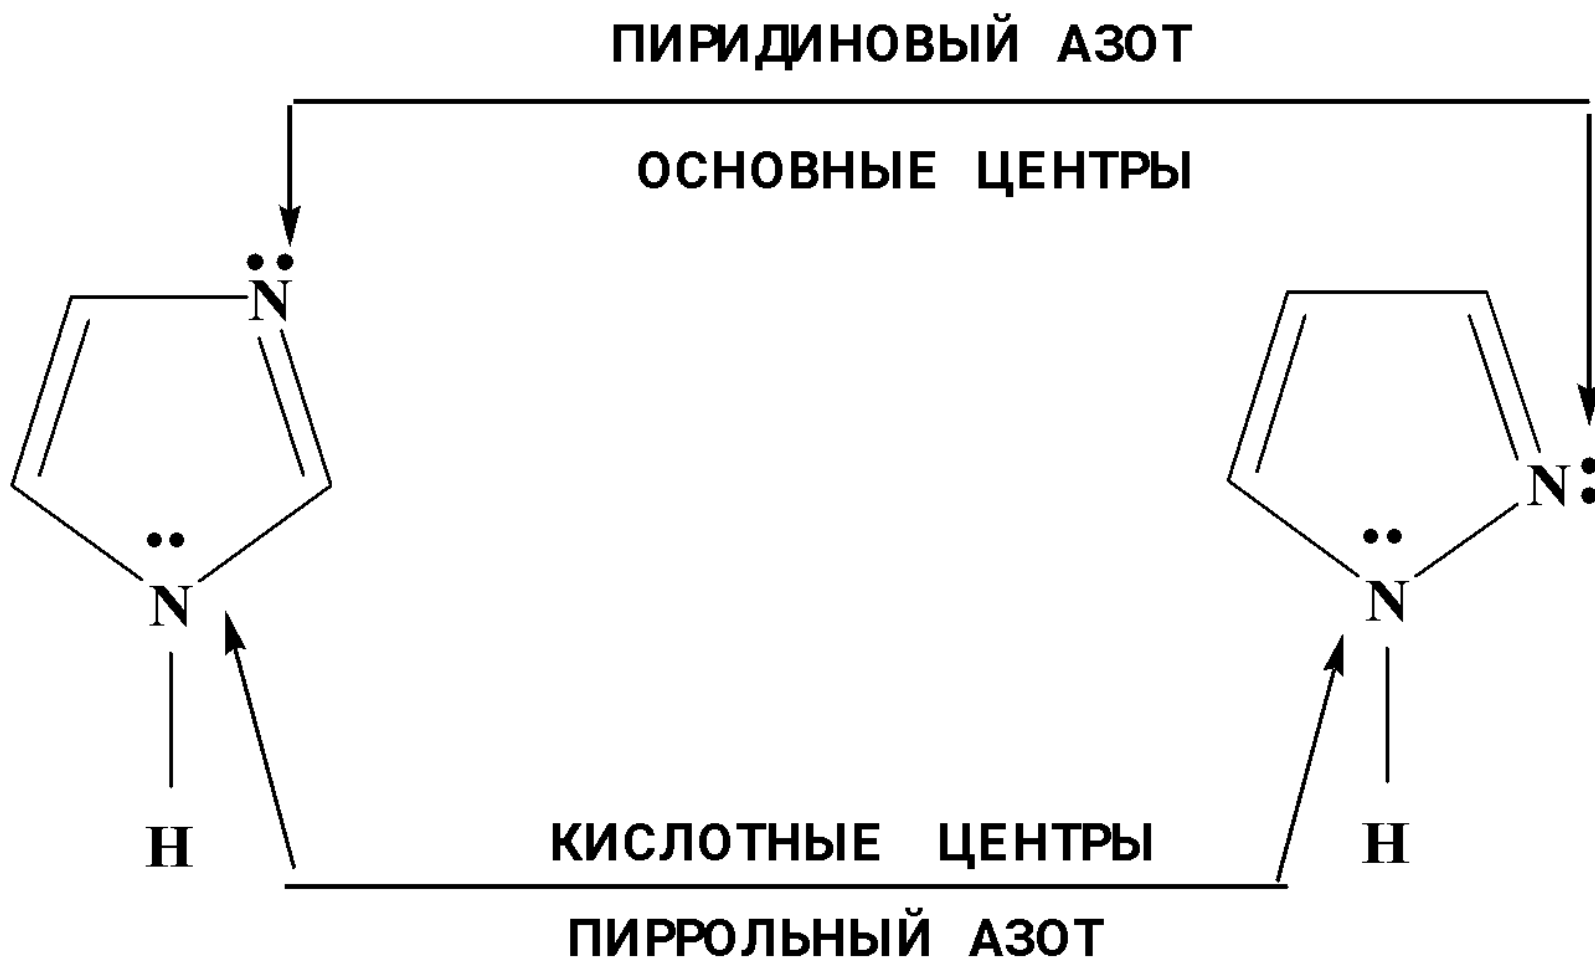 ПИРИДИНОВЫЙ АЗОТ
ОСНОВНЫЕ ЦЕНТРЫ
N
N
N
N
H
H
КИСЛОТНЫЕ ЦЕНТРЫ
ПИРРОЛЬНЫЙ АЗОТ